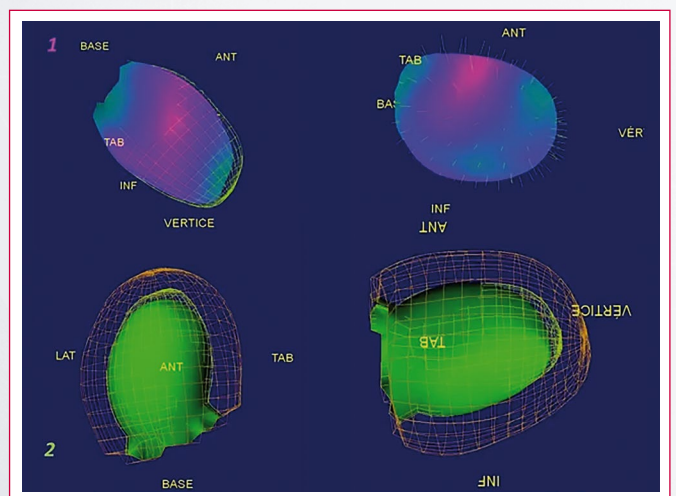 1
BASE
ANT
TAB
INF
VERTICE
ANT
TAB
BAS
VÉR
INF
ANT
VÉRTICE
TAB
INF
LAT
ANT
TAB
2
BASE